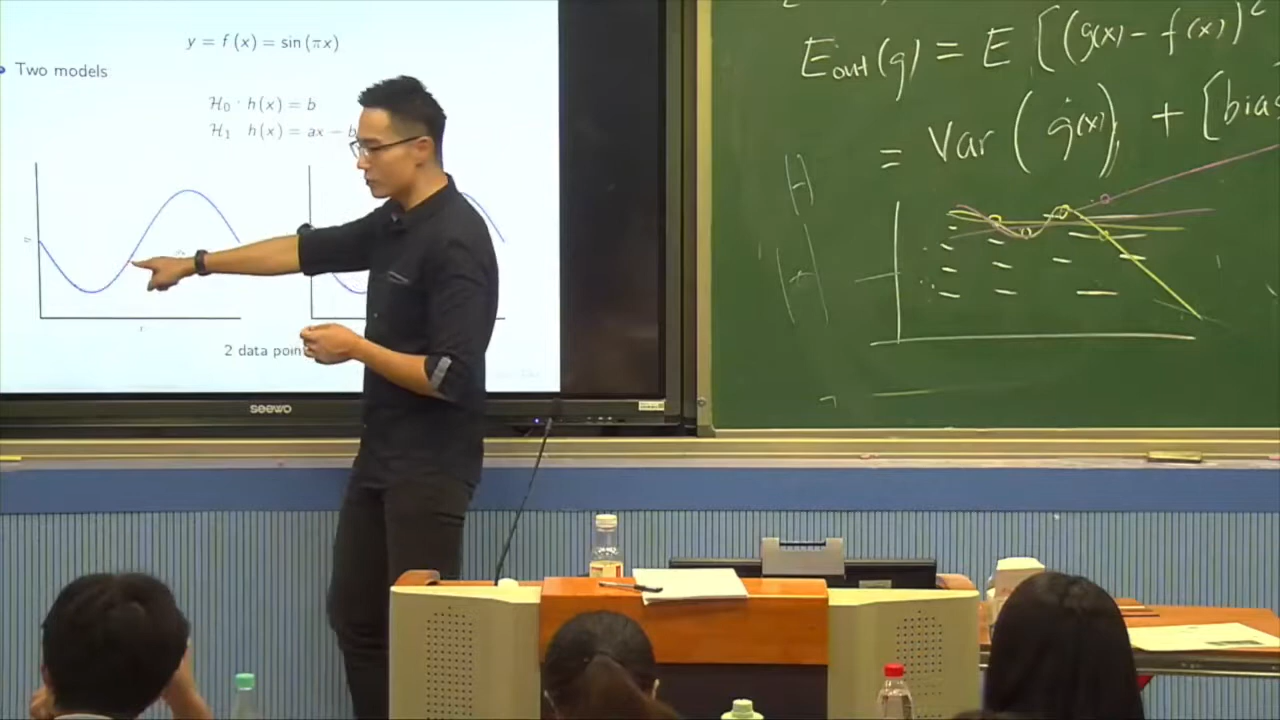 y = f (x) = sin (πx)
Two models
H₀ : h(x) = b
H₁ h(x) = ax − b
2 data poin
seewo
E_out(g) = E [(g(x) − f(x))²
= Var (g(x)) + [bias